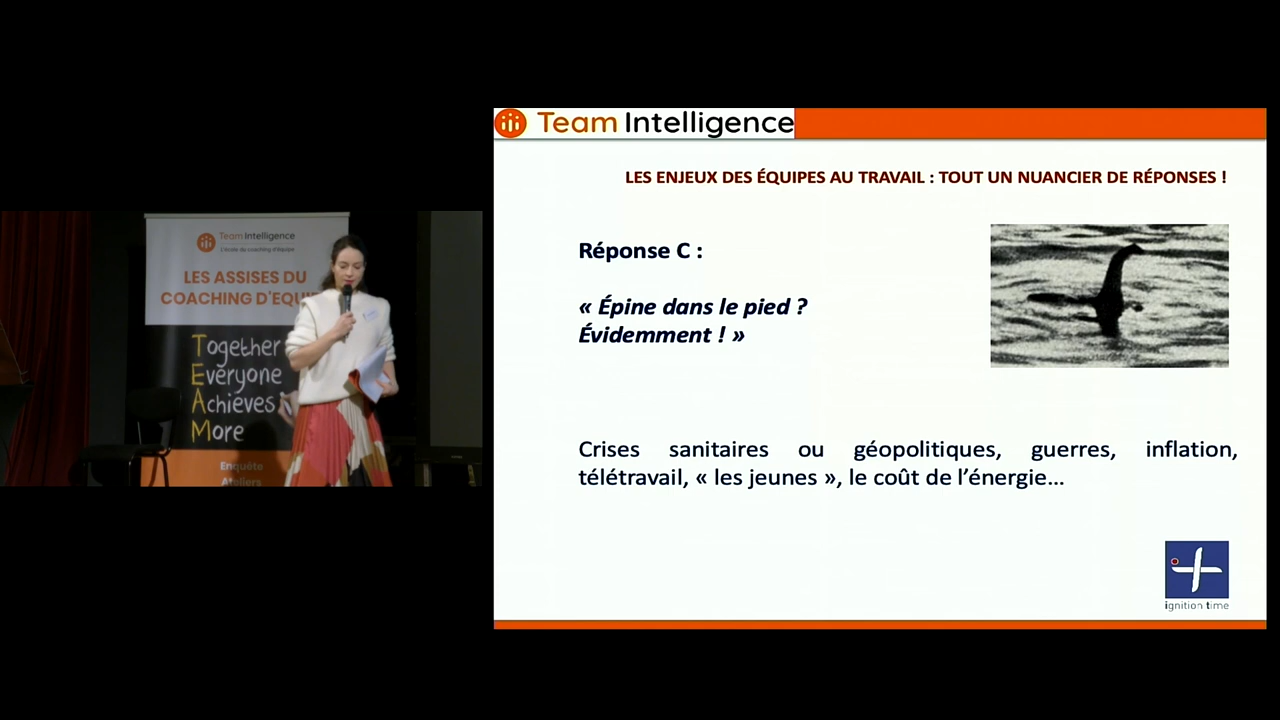 Team Intelligence
L'école du coaching d'équipe
LES ASSISES DU
COACHING D'EQUI
Together
Everyone
Achieves
More
Enquête
Ateliers
Team Intelligence
LES ENJEUX DES ÉQUIPES AU TRAVAIL : TOUT UN NUANCIER DE RÉPONSES !
Réponse C :
« Épine dans le pied ?
Évidemment ! »
Crises sanitaires ou géopolitiques, guerres, inflation,
télétravail, « les jeunes », le coût de l’énergie...
ignition time